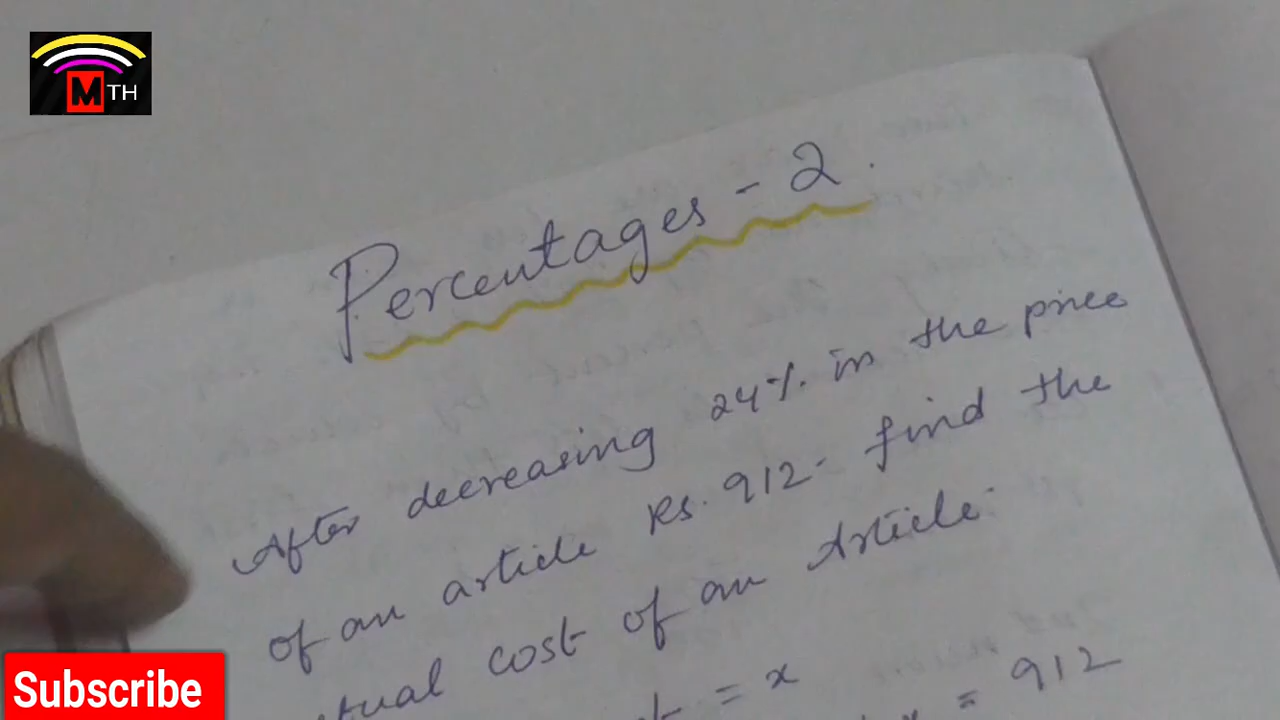 MTH
Percentages - 2.
After decreasing 24% in the price
of an article Rs. 912. find the
cost of an Article.
= x
= 912
Subscribe